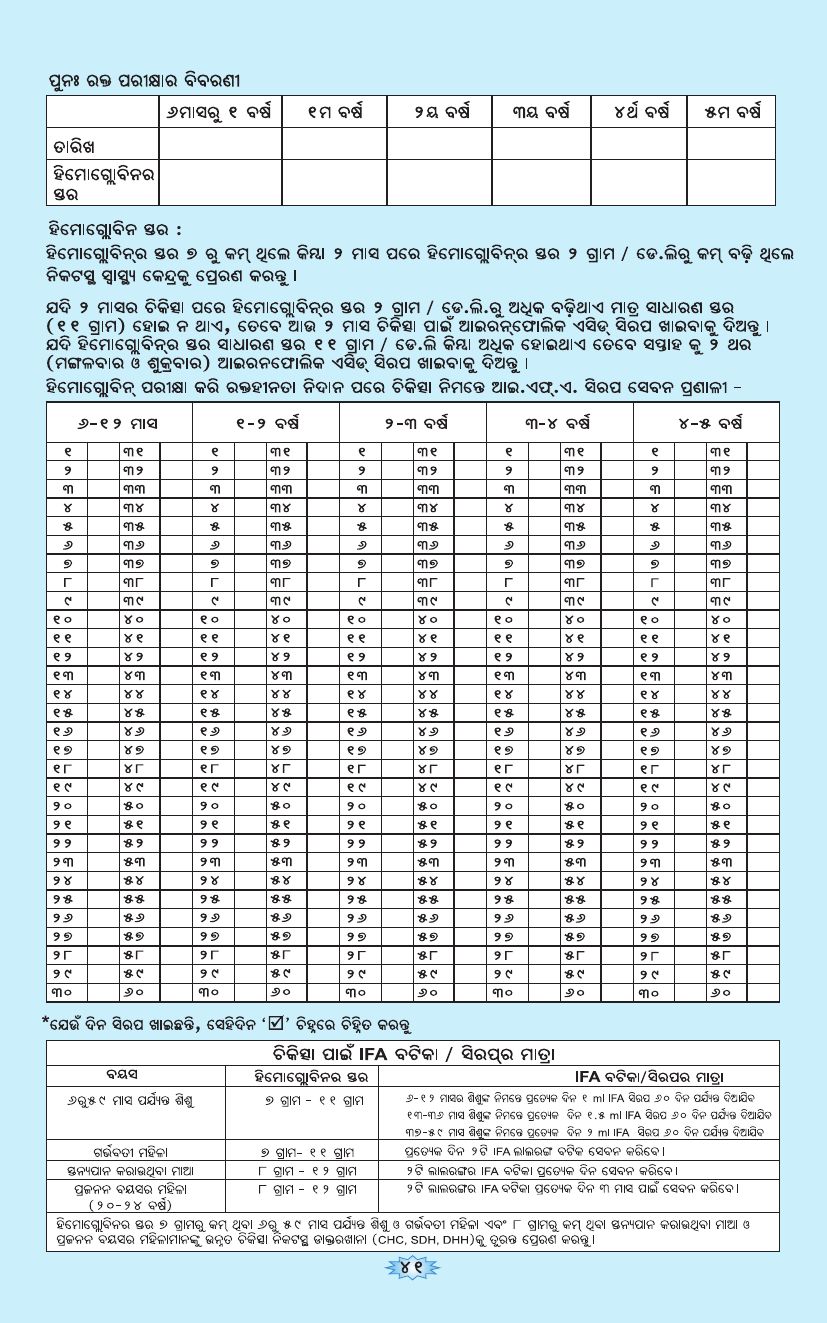 ପୁନଃ ରକ୍ତ ପରୀକ୍ଷାର ବିବରଣୀ
୬ମାସରୁ ୧ ବର୍ଷ ୧ମ ବର୍ଷ ୨ୟ ବର୍ଷ ୩ୟ ବର୍ଷ ୪ର୍ଥ ବର୍ଷ ୫ମ ବର୍ଷ
ତାରିଖ
ହିମୋଗ୍ଲୋବିନର
ସ୍ତର
ହିମୋଗ୍ଲୋବିନ ସ୍ତର :
ହିମୋଗ୍ଲୋବିନ୍‌ର ସ୍ତର ୭ ରୁ କମ୍ ଥିଲେ କିମ୍ବା ୨ ମାସ ପରେ ହିମୋଗ୍ଲୋବିନ୍‌ର ସ୍ତର ୨ ଗ୍ରାମ / ଡେ.ଲିରୁ କମ୍ ବଢ଼ି ଥିଲେ
ନିକଟସ୍ଥ ସ୍ୱାସ୍ଥ୍ୟ କେନ୍ଦ୍ରକୁ ପ୍ରେରଣ କରନ୍ତୁ ।
ଯଦି ୨ ମାସର ଚିକିତ୍ସା ପରେ ହିମୋଗ୍ଲୋବିନ୍‌ର ସ୍ତର ୨ ଗ୍ରାମ / ଡେ.ଲି.ରୁ ଅଧିକ ବଢ଼ିଥାଏ ମାତ୍ର ସାଧାରଣ ସ୍ତର
(୧୧ ଗ୍ରାମ) ହୋଇ ନ ଥାଏ, ତେବେ ଆଉ ୨ ମାସ ଚିକିତ୍ସା ପାଇଁ ଆଇରନ୍‌ଫୋଲିକ ଏସିଡ୍ ସିରପ ଖାଇବାକୁ ଦିଅନ୍ତୁ ।
ଯଦି ହିମୋଗ୍ଲୋବିନ୍‌ର ସ୍ତର ସାଧାରଣ ସ୍ତର ୧୧ ଗ୍ରାମ / ଡେ.ଲି କିମ୍ବା ଅଧିକ ହୋଇଥାଏ ତେବେ ସପ୍ତାହ କୁ ୨ ଥର
(ମଙ୍ଗଳବାର ଓ ଶୁକ୍ରବାର) ଆଇରନଫୋଲିକ ଏସିଡ୍ ସିରପ ଖାଇବାକୁ ଦିଅନ୍ତୁ ।
ହିମୋଗ୍ଲୋବିନ୍ ପରୀକ୍ଷା କରି ରକ୍ତହୀନତା ନିଦାନ ପରେ ଚିକିତ୍ସା ନିମନ୍ତେ ଆଇ.ଏଫ୍.ଏ. ସିରପ ସେବନ ପ୍ରଣାଳୀ –
୬-୧୨ ମାସ ୧-୨ ବର୍ଷ ୨-୩ ବର୍ଷ ୩-୪ ବର୍ଷ ୪-୫ ବର୍ଷ
୧ ୩୧ ୧ ୩୧ ୧ ୩୧ ୧ ୩୧ ୧ ୩୧
୨ ୩୨ ୨ ୩୨ ୨ ୩୨ ୨ ୩୨ ୨ ୩୨
୩ ୩୩ ୩ ୩୩ ୩ ୩୩ ୩ ୩୩ ୩ ୩୩
୪ ୩୪ ୪ ୩୪ ୪ ୩୪ ୪ ୩୪ ୪ ୩୪
୫ ୩୫ ୫ ୩୫ ୫ ୩୫ ୫ ୩୫ ୫ ୩୫
୬ ୩୬ ୬ ୩୬ ୬ ୩୬ ୬ ୩୬ ୬ ୩୬
୭ ୩୭ ୭ ୩୭ ୭ ୩୭ ୭ ୩୭ ୭ ୩୭
୮ ୩୮ ୮ ୩୮ ୮ ୩୮ ୮ ୩୮ ୮ ୩୮
୯ ୩୯ ୯ ୩୯ ୯ ୩୯ ୯ ୩୯ ୯ ୩୯
୧୦ ୪୦ ୧୦ ୪୦ ୧୦ ୪୦ ୧୦ ୪୦ ୧୦ ୪୦
୧୧ ୪୧ ୧୧ ୪୧ ୧୧ ୪୧ ୧୧ ୪୧ ୧୧ ୪୧
୧୨ ୪୨ ୧୨ ୪୨ ୧୨ ୪୨ ୧୨ ୪୨ ୧୨ ୪୨
୧୩ ୪୩ ୧୩ ୪୩ ୧୩ ୪୩ ୧୩ ୪୩ ୧୩ ୪୩
୧୪ ୪୪ ୧୪ ୪୪ ୧୪ ୪୪ ୧୪ ୪୪ ୧୪ ୪୪
୧୫ ୪୫ ୧୫ ୪୫ ୧୫ ୪୫ ୧୫ ୪୫ ୧୫ ୪୫
୧୬ ୪୬ ୧୬ ୪୬ ୧୬ ୪୬ ୧୬ ୪୬ ୧୬ ୪୬
୧୭ ୪୭ ୧୭ ୪୭ ୧୭ ୪୭ ୧୭ ୪୭ ୧୭ ୪୭
୧୮ ୪୮ ୧୮ ୪୮ ୧୮ ୪୮ ୧୮ ୪୮ ୧୮ ୪୮
୧୯ ୪୯ ୧୯ ୪୯ ୧୯ ୪୯ ୧୯ ୪୯ ୧୯ ୪୯
୨୦ ୫୦ ୨୦ ୫୦ ୨୦ ୫୦ ୨୦ ୫୦ ୨୦ ୫୦
୨୧ ୫୧ ୨୧ ୫୧ ୨୧ ୫୧ ୨୧ ୫୧ ୨୧ ୫୧
୨୨ ୫୨ ୨୨ ୫୨ ୨୨ ୫୨ ୨୨ ୫୨ ୨୨ ୫୨
୨୩ ୫୩ ୨୩ ୫୩ ୨୩ ୫୩ ୨୩ ୫୩ ୨୩ ୫୩
୨୪ ୫୪ ୨୪ ୫୪ ୨୪ ୫୪ ୨୪ ୫୪ ୨୪ ୫୪
୨୫ ୫୫ ୨୫ ୫୫ ୨୫ ୫୫ ୨୫ ୫୫ ୨୫ ୫୫
୨୬ ୫୬ ୨୬ ୫୬ ୨୬ ୫୬ ୨୬ ୫୬ ୨୬ ୫୬
୨୭ ୫୭ ୨୭ ୫୭ ୨୭ ୫୭ ୨୭ ୫୭ ୨୭ ୫୭
୨୮ ୫୮ ୨୮ ୫୮ ୨୮ ୫୮ ୨୮ ୫୮ ୨୮ ୫୮
୨୯ ୫୯ ୨୯ ୫୯ ୨୯ ୫୯ ୨୯ ୫୯ ୨୯ ୫୯
୩୦ ୬୦ ୩୦ ୬୦ ୩୦ ୬୦ ୩୦ ୬୦ ୩୦ ୬୦
*ଯେଉଁ ଦିନ ସିରପ ଖାଇଛନ୍ତି, ସେହିଦିନ ‘☑’ ଚିହ୍ନରେ ଚିହ୍ନିତ କରନ୍ତୁ
ଚିକିତ୍ସା ପାଇଁ IFA ବଟିକା / ସିରପ୍‌ର ମାତ୍ରା
ବୟସ ହିମୋଗ୍ଲୋବିନର ସ୍ତର IFA ବଟିକା/ସିରପର ମାତ୍ରା
୬ରୁ୫୯ ମାସ ପର୍ଯ୍ୟନ୍ତ ଶିଶୁ ୭ ଗ୍ରାମ - ୧୧ ଗ୍ରାମ ୬-୧୨ ମାସର ଶିଶୁଙ୍କ ନିମନ୍ତେ ପ୍ରତ୍ୟେକ ଦିନ ୧ ml IFA ସିରପ ୬୦ ଦିନ ପର୍ଯ୍ୟନ୍ତ ଦିଆଯିବ
୧୩-୩୬ ମାସ ଶିଶୁଙ୍କ ନିମନ୍ତେ ପ୍ରତ୍ୟେକ ଦିନ ୧.୫ ml IFA ସିରପ ୬୦ ଦିନ ପର୍ଯ୍ୟନ୍ତ ଦିଆଯିବ
୩୭-୫୯ ମାସ ଶିଶୁଙ୍କ ନିମନ୍ତେ ପ୍ରତ୍ୟେକ ଦିନ ୨ ml IFA ସିରପ ୬୦ ଦିନ ପର୍ଯ୍ୟନ୍ତ ଦିଆଯିବ
ଗର୍ଭବତୀ ମହିଳା ୭ ଗ୍ରାମ- ୧୧ ଗ୍ରାମ ପ୍ରତ୍ୟେକ ଦିନ ୨ଟି IFA ଲାଲରଙ୍ଗ ବଟିକ ସେବନ କରିବେ।
ସ୍ତନ୍ୟପାନ କରାଉଥିବା ମାଆ ୮ ଗ୍ରାମ - ୧୨ ଗ୍ରାମ ୨ଟି ଲାଲରଙ୍ଗର IFA ବଟିକା ପ୍ରତ୍ୟେକ ଦିନ ସେବନ କରିବେ।
ପ୍ରଜନନ ବୟସର ମହିଳା ୮ ଗ୍ରାମ - ୧୨ ଗ୍ରାମ ୨ଟି ଲାଲରଙ୍ଗର IFA ବଟିକା ପ୍ରତ୍ୟେକ ଦିନ ୩ ମାସ ପାଇଁ ସେବନ କରିବେ।
(୨୦-୨୪ ବର୍ଷ)
ହିମୋଗ୍ଲୋବିନର ସ୍ତର ୭ ଗ୍ରାମରୁ କମ୍ ଥିବା ୬ରୁ ୫୯ ମାସ ପର୍ଯ୍ୟନ୍ତ ଶିଶୁ ଓ ଗର୍ଭବତୀ ମହିଳା ଏବଂ ୮ ଗ୍ରାମରୁ କମ୍ ଥିବା ସ୍ତନ୍ୟପାନ କରାଉଥିବା ମାଆ ଓ
ପ୍ରଜନନ ବୟସର ମହିଳାମାନଙ୍କୁ ଉନ୍ନତ ଚିକିତ୍ସା ନିକଟସ୍ଥ ଡାକ୍ତରଖାନା (CHC, SDH, DHH)କୁ ତୁରନ୍ତ ପ୍ରେରଣ କରନ୍ତୁ।
୪୧